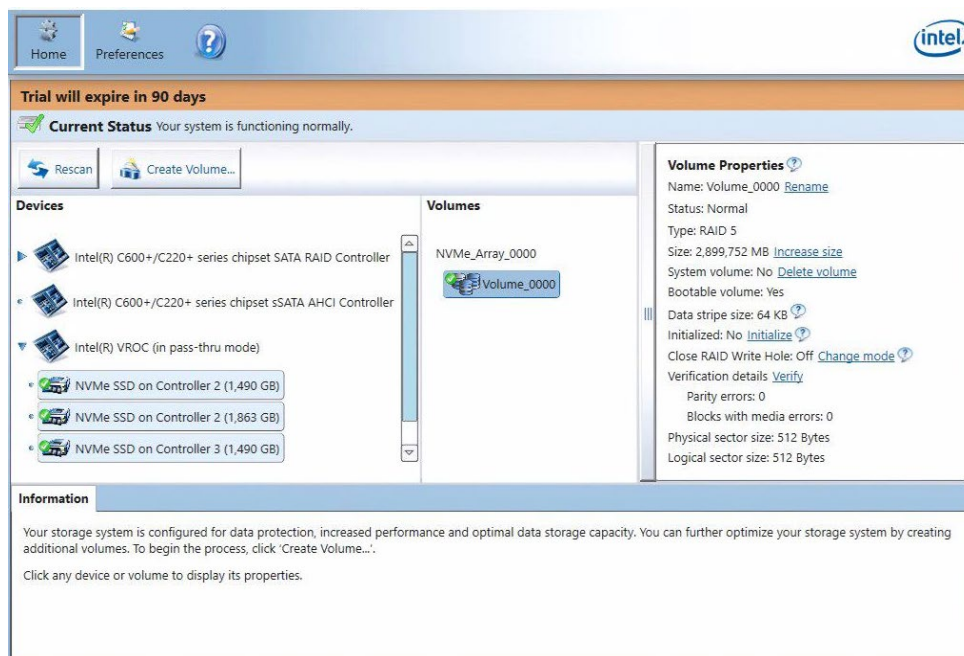 Home
Preferences
intel.
Trial will expire in 90 days
Current Status Your system is functioning normally.
Rescan
Create Volume...
Devices
Intel(R) C600+/C220+ series chipset SATA RAID Controller
Intel(R) C600+/C220+ series chipset sSATA AHCI Controller
Intel(R) VROC (in pass-thru mode)
NVMe SSD on Controller 2 (1,490 GB)
NVMe SSD on Controller 2 (1,863 GB)
NVMe SSD on Controller 3 (1,490 GB)
Volumes
NVMe_Array_0000
Volume_0000
Volume Properties ?
Name: Volume_0000 Rename
Status: Normal
Type: RAID 5
Size: 2,899,752 MB Increase size
System volume: No Delete volume
Bootable volume: Yes
Data stripe size: 64 KB ?
Initialized: No Initialize ?
Close RAID Write Hole: Off Change mode ?
Verification details Verify
Parity errors: 0
Blocks with media errors: 0
Physical sector size: 512 Bytes
Logical sector size: 512 Bytes
Information
Your storage system is configured for data protection, increased performance and optimal data storage capacity. You can further optimize your storage system by creating
additional volumes. To begin the process, click 'Create Volume...'.
Click any device or volume to display its properties.